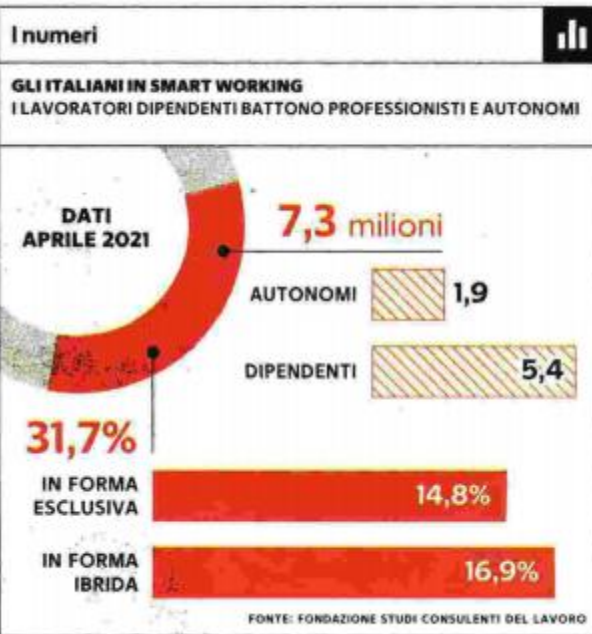 I numeri
GLI ITALIANI IN SMART WORKING
I LAVORATORI DIPENDENTI BATTONO PROFESSIONISTI E AUTONOMI
DATI
APRILE 2021
7,3 milioni
AUTONOMI
1,9
DIPENDENTI
5,4
31,7%
IN FORMA
ESCLUSIVA
14,8%
IN FORMA
IBRIDA
16,9%
FONTE: FONDAZIONE STUDI CONSULENTI DEL LAVORO